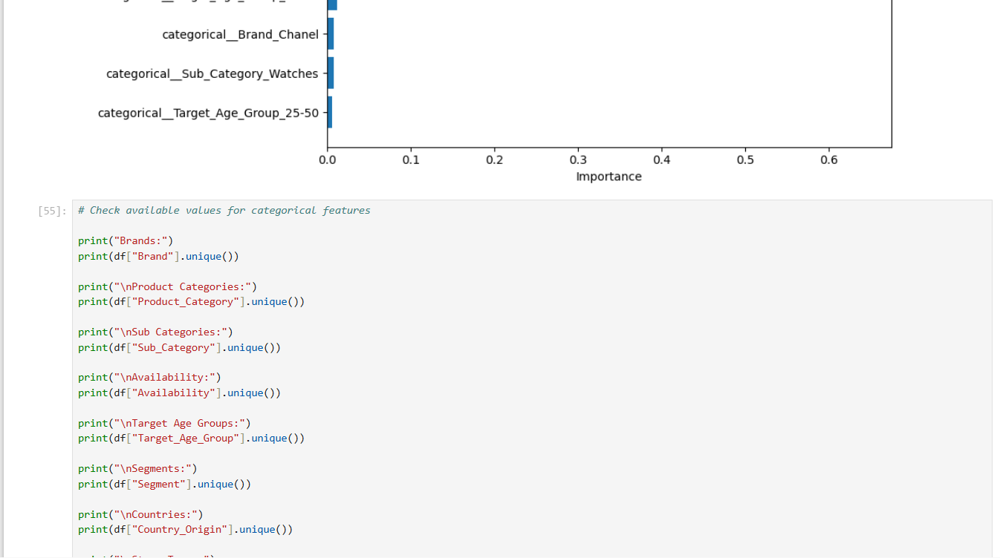 categorical__Brand_Chanel
categorical__Sub_Category_Watches
categorical__Target_Age_Group_25-50
0.0 0.1 0.2 0.3 0.4 0.5 0.6
Importance
[55]:
# Check available values for categorical features
print("Brands:")
print(df["Brand"].unique())
print("\nProduct Categories:")
print(df["Product_Category"].unique())
print("\nSub Categories:")
print(df["Sub_Category"].unique())
print("\nAvailability:")
print(df["Availability"].unique())
print("\nTarget Age Groups:")
print(df["Target_Age_Group"].unique())
print("\nSegments:")
print(df["Segment"].unique())
print("\nCountries:")
print(df["Country_Origin"].unique())